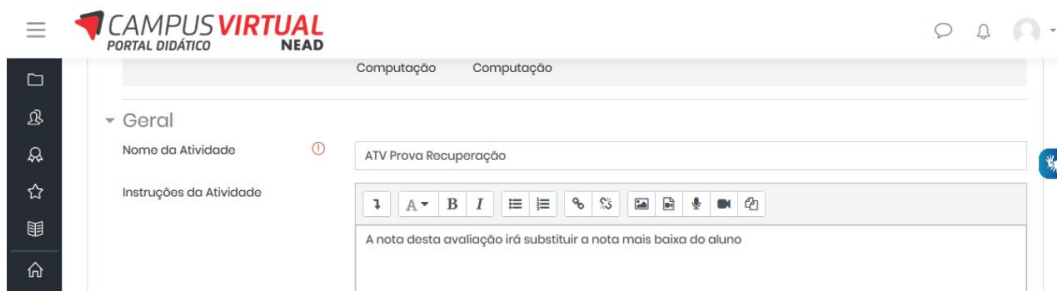 CAMPUS VIRTUAL
PORTAL DIDÁTICO NEAD
Computação Computação
Geral
Nome da Atividade ATV Prova Recuperação
Instruções da Atividade
A B I
A nota desta avaliação irá substituir a nota mais baixa do aluno